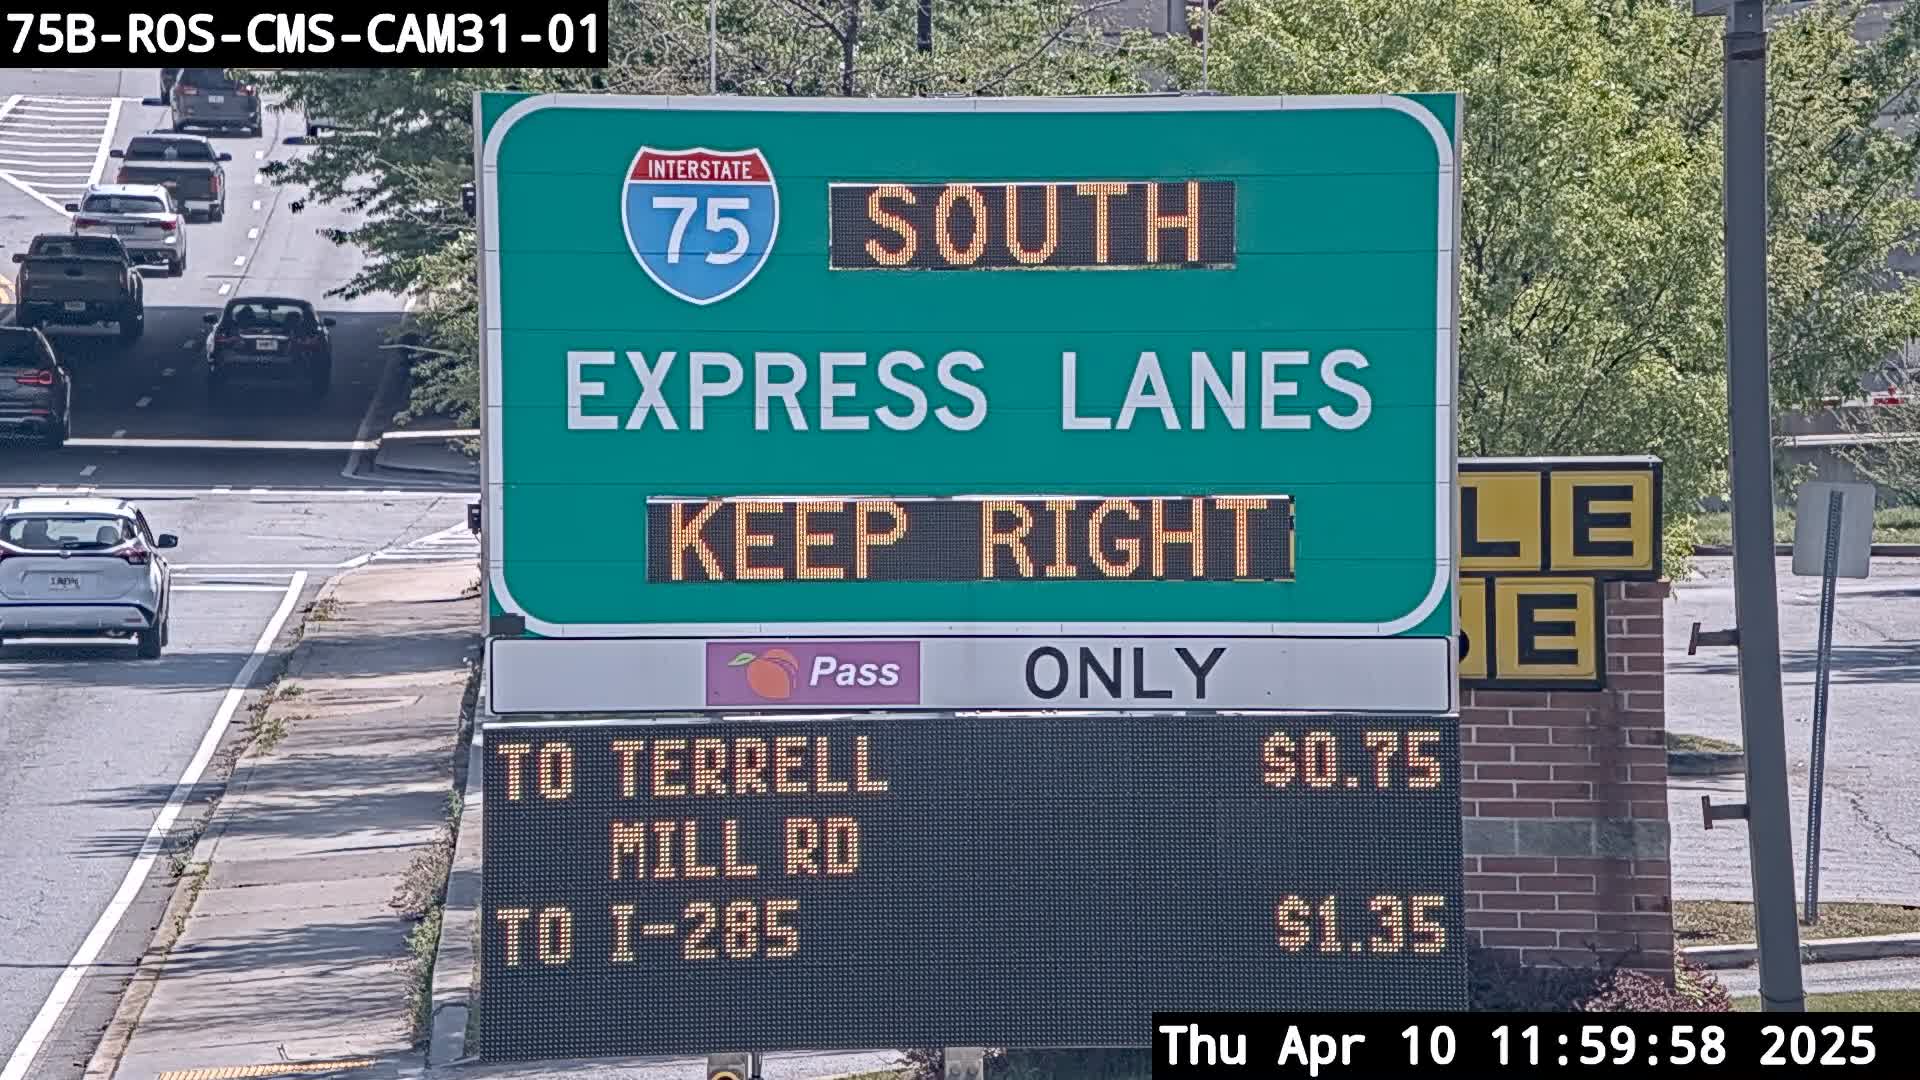 75B-ROS-CMS-CAM31-01
INTERSTATE
75
SOUTH
EXPRESS LANES
KEEP RIGHT
Pass ONLY
TO TERRELL $0.75
MILL RD
TO I-285 $1.35
LE
E
Thu Apr 10 11:59:58 2025